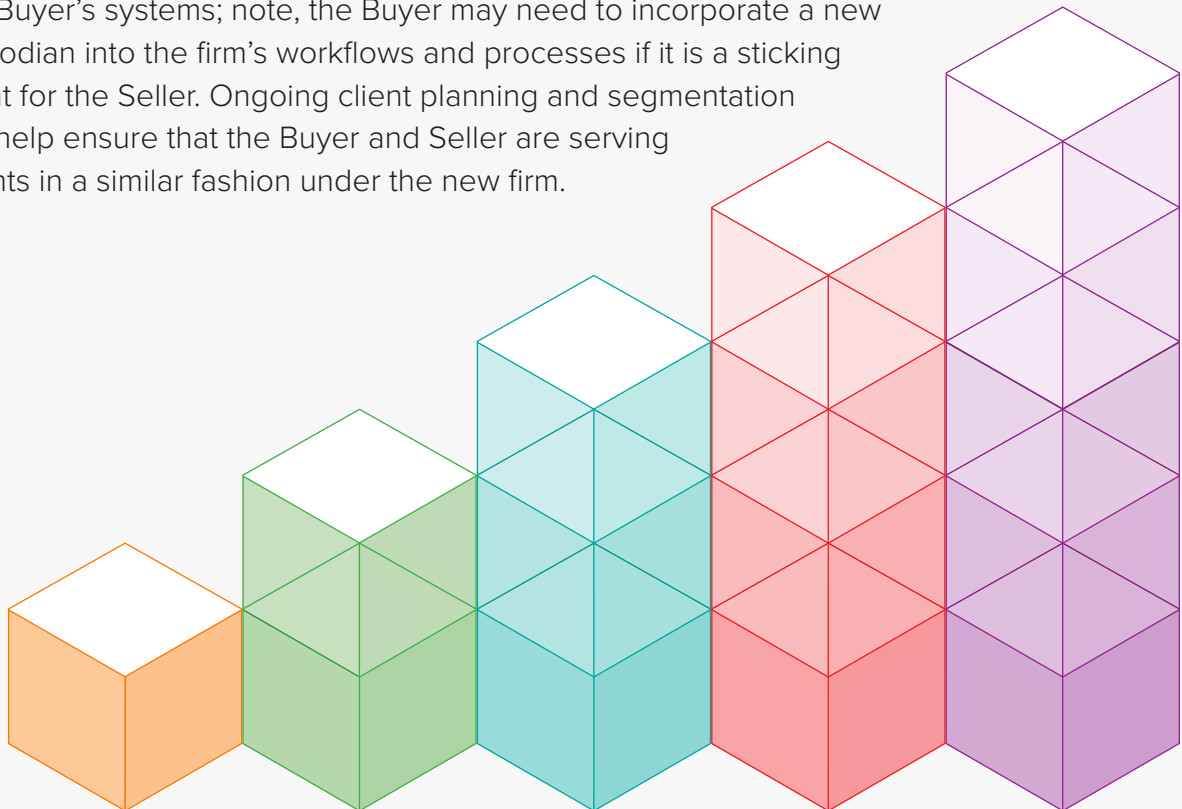 Buyer’s systems; note, the Buyer may need to incorporate a new
odian into the firm’s workflows and processes if it is a sticking
t for the Seller. Ongoing client planning and segmentation
help ensure that the Buyer and Seller are serving
nts in a similar fashion under the new firm.